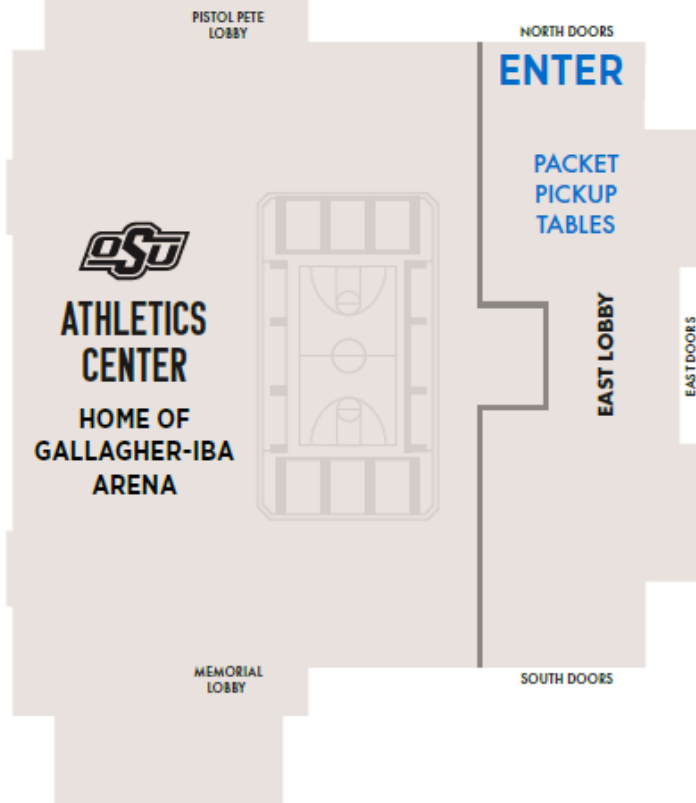 PISTOL PETE
LOBBY
NORTH DOORS
ENTER
PACKET
PICKUP
TABLES
OSU
ATHLETICS
CENTER
HOME OF
GALLAGHER-IBA
ARENA
EAST LOBBY
EAST DOORS
MEMORIAL
LOBBY
SOUTH DOORS